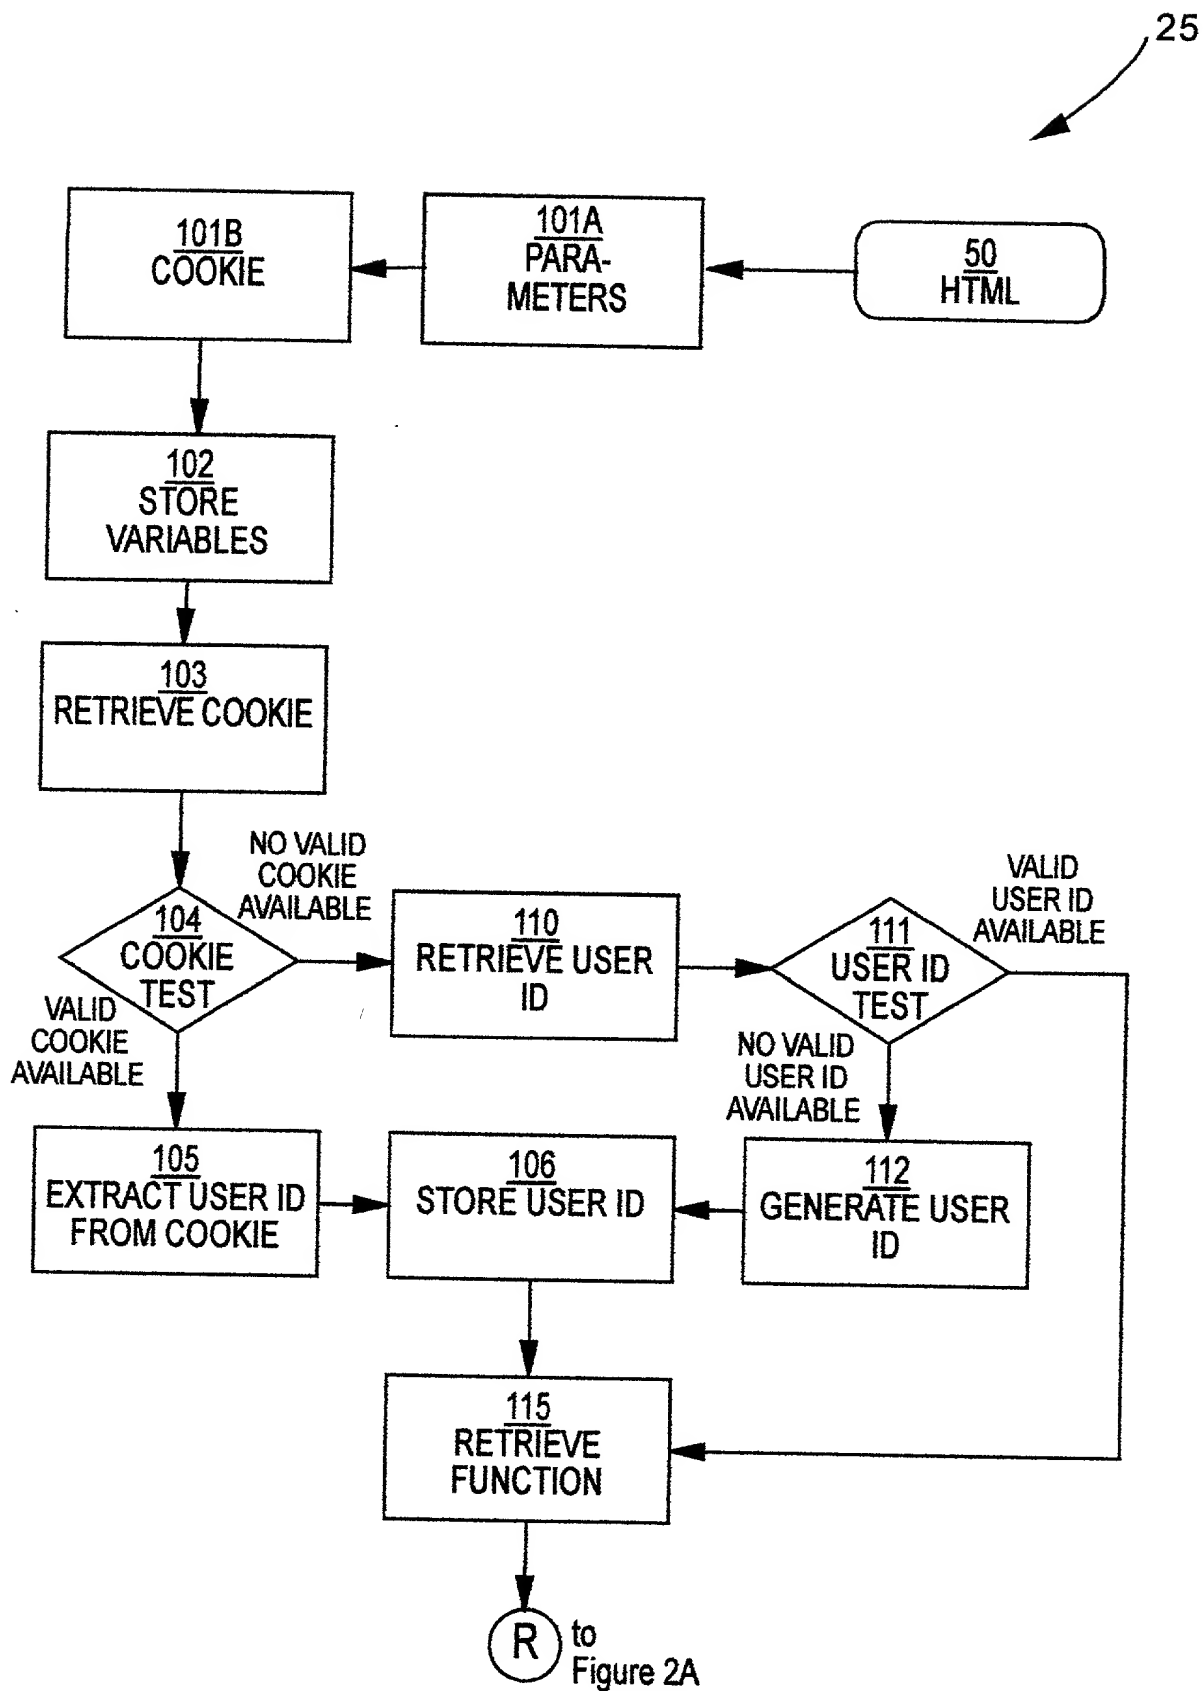 25
101B
COOKIE
101A
PARA-
METERS
50
HTML
102
STORE
VARIABLES
103
RETRIEVE COOKIE
NO VALID
COOKIE
AVAILABLE
VALID
USER ID
AVAILABLE
104
COOKIE
TEST
110
RETRIEVE USER
ID
111
USER ID
TEST
VALID
COOKIE
AVAILABLE
NO VALID
USER ID
AVAILABLE
105
EXTRACT USER ID
FROM COOKIE
106
STORE USER ID
112
GENERATE USER
ID
115
RETRIEVE
FUNCTION
R
to
Figure 2A